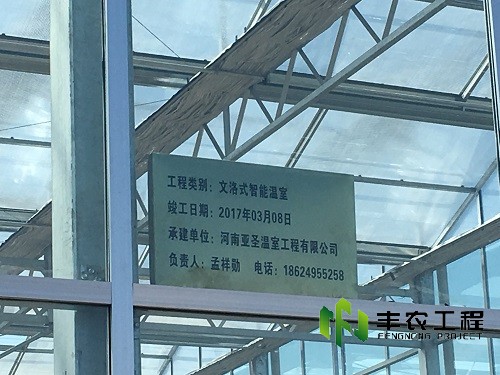 工程类别：文洛式智能温室
竣工日期：2017年03月08日
承建单位：河南亚圣温室工程有限公司
负责人：孟祥勋 电话：18624955258
丰农工程
FENGNONG PROJECT